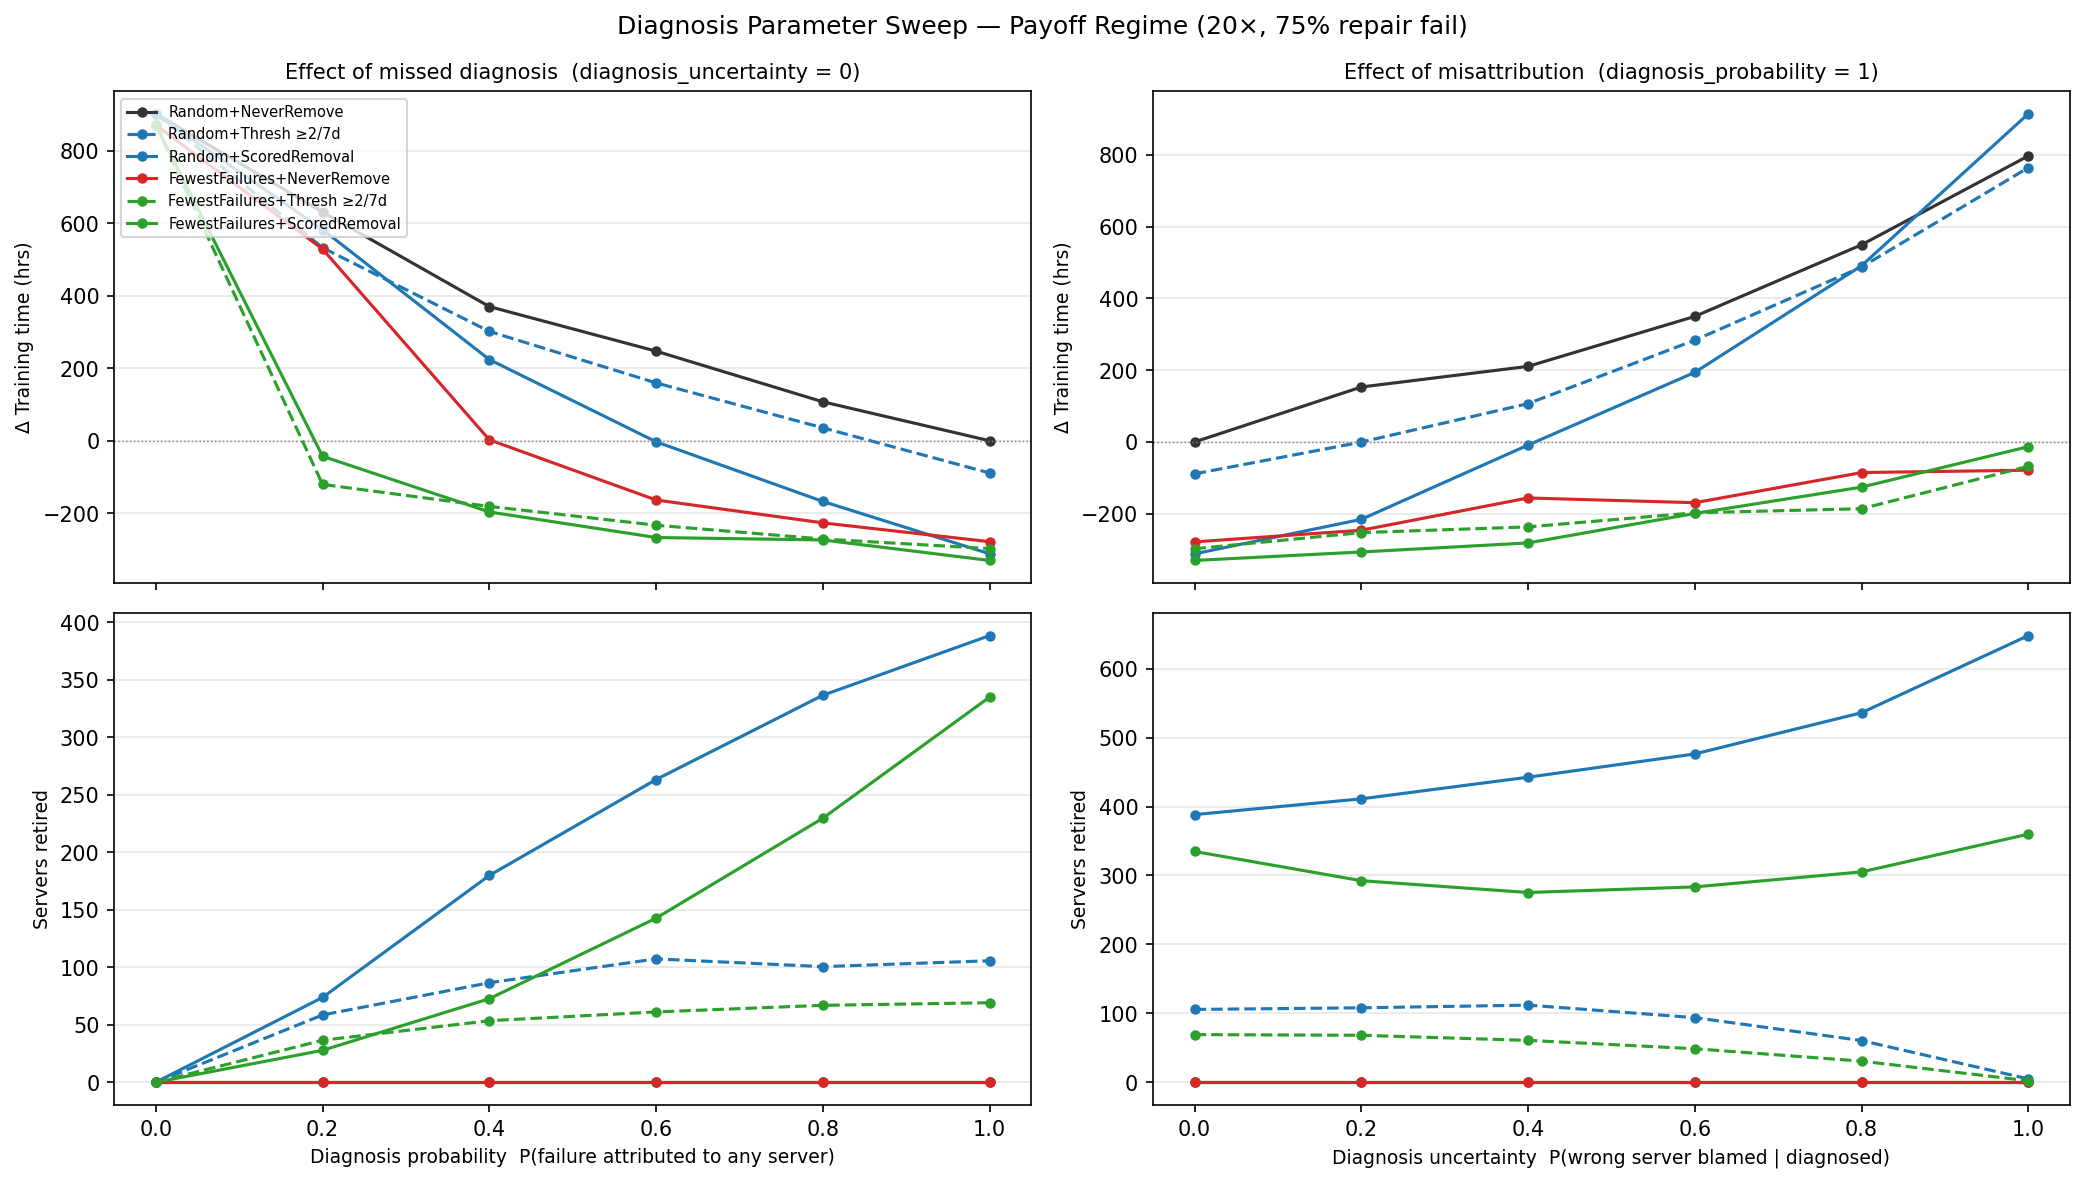 Diagnosis Parameter Sweep — Payoff Regime (20×, 75% repair fail)
Effect of missed diagnosis  (diagnosis_uncertainty = 0)
Random+NeverRemove
Random+Thresh ≥2/7d
Random+ScoredRemoval
FewestFailures+NeverRemove
FewestFailures+Thresh ≥2/7d
FewestFailures+ScoredRemoval
Δ Training time (hrs)
800
600
400
200
0
−200
Effect of misattribution  (diagnosis_probability = 1)
Δ Training time (hrs)
800
600
400
200
0
−200
Servers retired
400
350
300
250
200
150
100
50
0
0.0 0.2 0.4 0.6 0.8 1.0
Diagnosis probability  P(failure attributed to any server)
Servers retired
600
500
400
300
200
100
0
0.0 0.2 0.4 0.6 0.8 1.0
Diagnosis uncertainty  P(wrong server blamed | diagnosed)